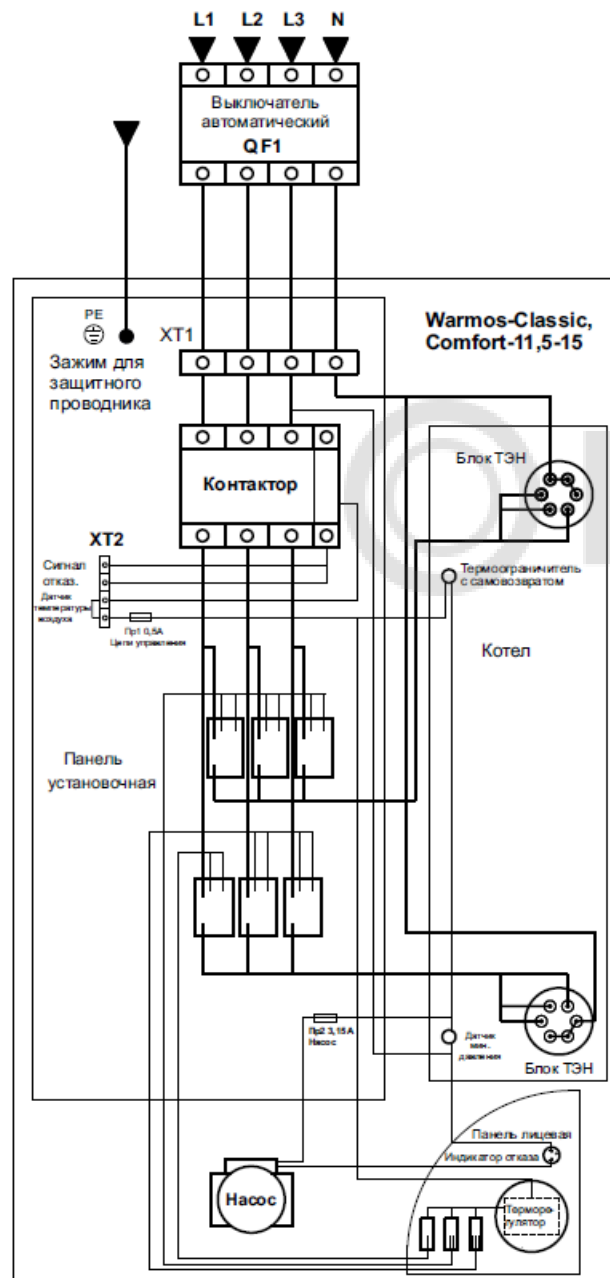 L1 L2 L3 N
Выключатель
автоматический
QF1
PE
XT1
Зажим для
защитного
проводника
Warmos-Classic,
Comfort-11,5-15
Контактор
Блок ТЭН
XT2
Сигнал
отказ.
Датчик
температуры
воздуха
Пр1 0,5А
Цепи управления
Термоограничитель
с самовозвратом
Котел
Панель
установочная
Пр2 3,15А
Насос
Датчик
мин.
давления
Блок ТЭН
Панель лицевая
Индикатор отказа
Насос
Терморе-
гулятор